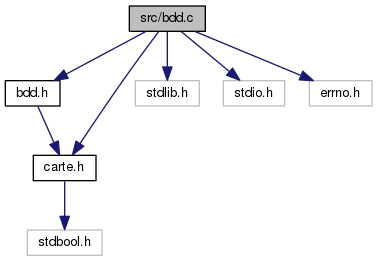 src/bdd.c
bdd.h
stdlib.h
stdio.h
errno.h
carte.h
stdbool.h